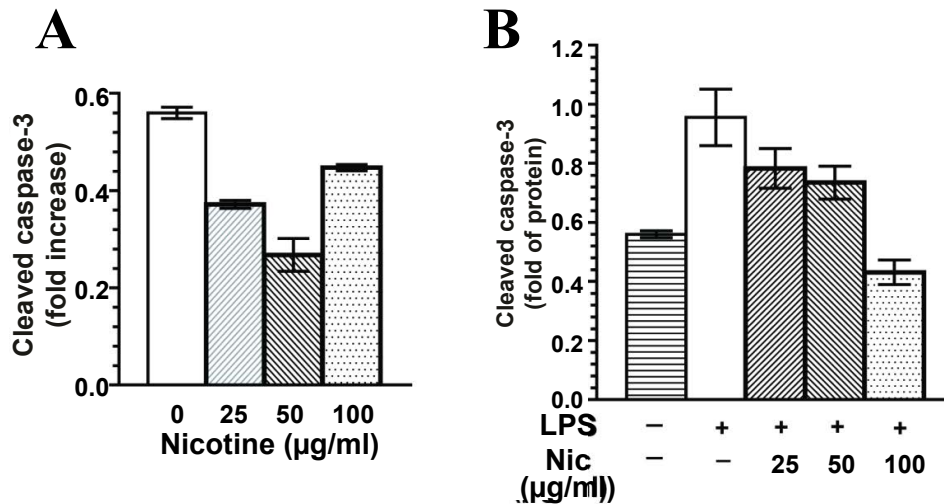 A
Cleaved caspase-3
(fold increase)
0.6
0.4
0.2
0.0
0 25 50 100
Nicotine (µg/ml)
B
Cleaved caspase-3
(fold of protein)
1.2
1.0
0.8
0.6
0.4
0.2
0.0
LPS – + + + +
Nic – – 25 50 100
(µg/ml)